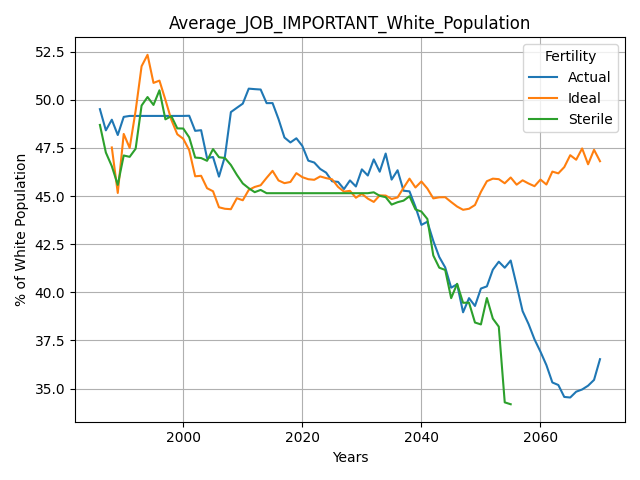 Average_JOB_IMPORTANT_White_Population
Fertility
Actual
Ideal
Sterile
% of White Population
52.5
50.0
47.5
45.0
42.5
40.0
37.5
35.0
2000
2020
2040
2060
Years